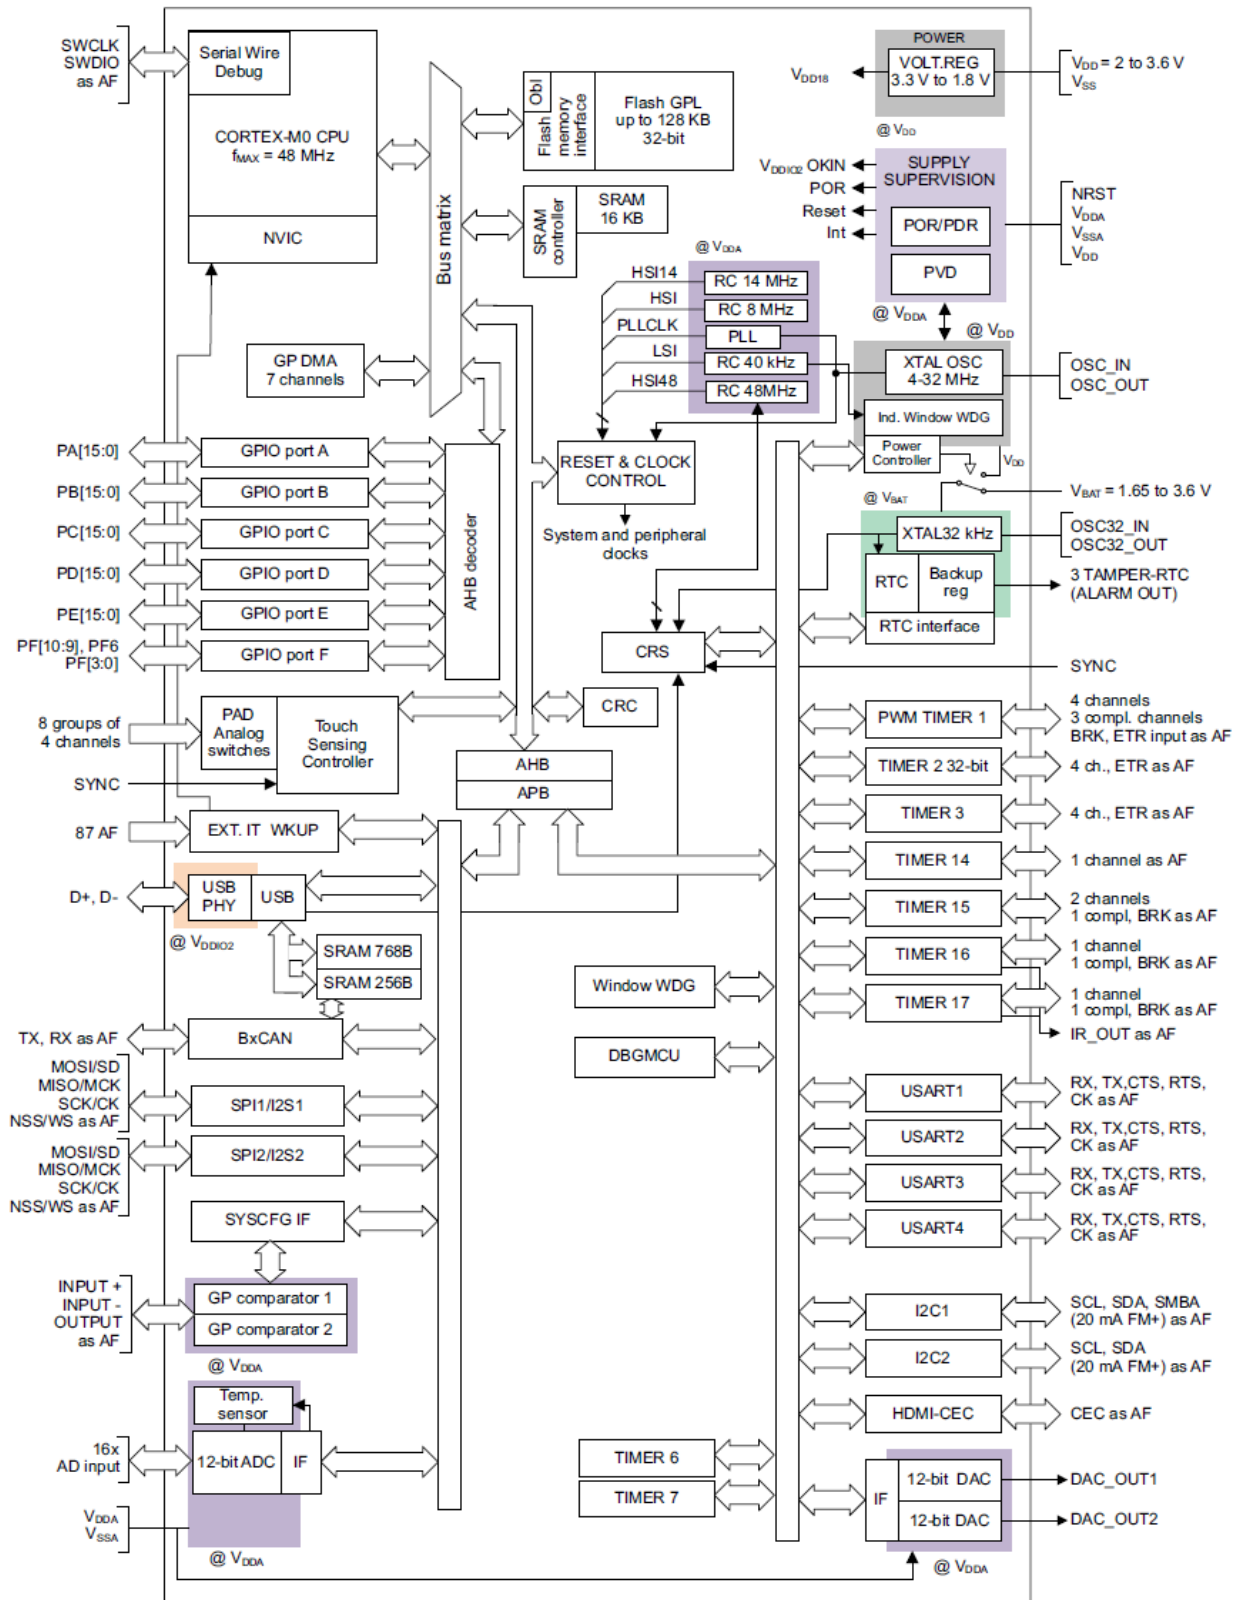 SWCLK
SWDIO
as AF
Serial Wire
Debug
CORTEX-M0 CPU
fMAX = 48 MHz
NVIC
Bus matrix
Obl
Flash
memory
interface
Flash GPL
up to 128 KB
32-bit
SRAM
controller
SRAM
16 KB
POWER
VOLT.REG
3.3 V to 1.8 V
VDD18
VDD = 2 to 3.6 V
VSS
@ VDD
SUPPLY
SUPERVISION
VDDIO2 OKIN
POR
Reset
Int
POR/PDR
PVD
NRST
VDDA
VSSA
VDD
@ VDDA
@ VDD
@ VDDA
HSI14
HSI
PLLCLK
LSI
HSI48
RC 14 MHz
RC 8 MHz
PLL
RC 40 kHz
RC 48MHz
XTAL OSC
4-32 MHz
OSC_IN
OSC_OUT
Ind. Window WDG
Power
Controller
VDD
@ VBAT
VBAT = 1.65 to 3.6 V
XTAL32 kHz
OSC32_IN
OSC32_OUT
RTC
Backup
reg
3 TAMPER-RTC
(ALARM OUT)
RTC interface
GP DMA
7 channels
RESET & CLOCK
CONTROL
System and peripheral
clocks
PA[15:0]
GPIO port A
PB[15:0]
GPIO port B
PC[15:0]
GPIO port C
PD[15:0]
GPIO port D
PE[15:0]
GPIO port E
PF[10:9], PF6
PF[3:0]
GPIO port F
AHB decoder
CRS
SYNC
CRC
8 groups of
4 channels
PAD
Analog
switches
Touch
Sensing
Controller
SYNC
AHB
APB
87 AF
EXT. IT WKUP
D+, D-
USB
PHY
USB
@ VDDIO2
SRAM 768B
SRAM 256B
TX, RX as AF
BxCAN
MOSI/SD
MISO/MCK
SCK/CK
NSS/WS as AF
SPI1/I2S1
MOSI/SD
MISO/MCK
SCK/CK
NSS/WS as AF
SPI2/I2S2
SYSCFG IF
INPUT +
INPUT -
OUTPUT
as AF
GP comparator 1
GP comparator 2
@ VDDA
Temp.
sensor
16x
AD input
12-bit ADC
IF
VDDA
VSSA
@ VDDA
Window WDG
DBGMCU
TIMER 6
TIMER 7
PWM TIMER 1
4 channels
3 compl. channels
BRK, ETR input as AF
TIMER 2 32-bit
4 ch., ETR as AF
TIMER 3
4 ch., ETR as AF
TIMER 14
1 channel as AF
TIMER 15
2 channels
1 compl, BRK as AF
TIMER 16
1 channel
1 compl, BRK as AF
TIMER 17
1 channel
1 compl, BRK as AF
IR_OUT as AF
USART1
RX, TX,CTS, RTS,
CK as AF
USART2
RX, TX,CTS, RTS,
CK as AF
USART3
RX, TX,CTS, RTS,
CK as AF
USART4
RX, TX,CTS, RTS,
CK as AF
I2C1
SCL, SDA, SMBA
(20 mA FM+) as AF
I2C2
SCL, SDA
(20 mA FM+) as AF
HDMI-CEC
CEC as AF
IF
12-bit DAC
DAC_OUT1
12-bit DAC
DAC_OUT2
@ VDDA